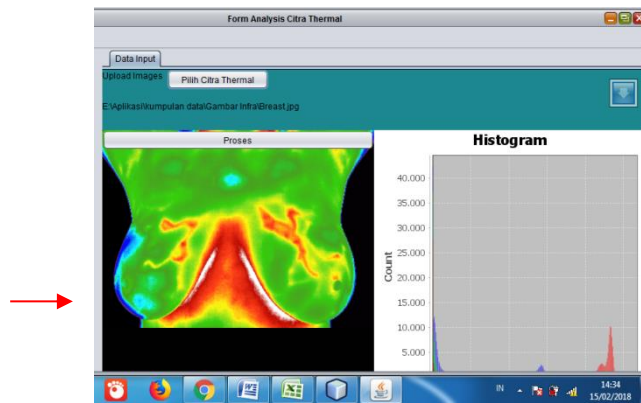 Form Analysis Citra Thermal
Data Input
Upload Images
Pilih Citra Thermal
E:\Aplikasi\kumpulan data\Gambar Infra\Breast.jpg
Proses
Histogram
40.000
35.000
30.000
25.000
20.000
15.000
10.000
5.000
Count
IN
14:34
15/02/2018